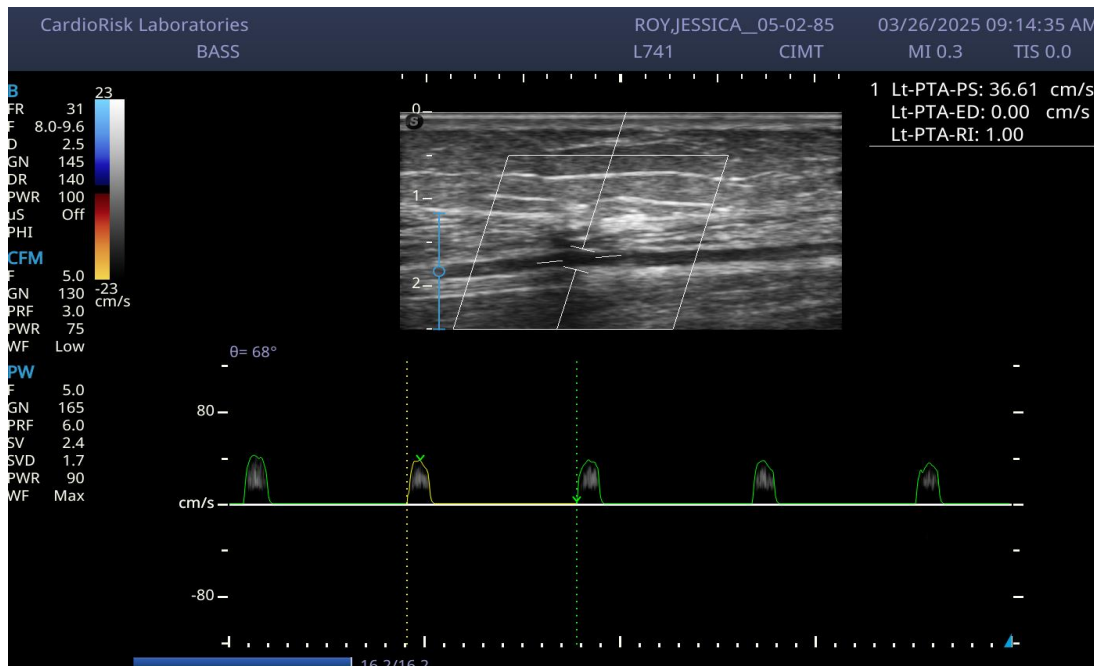 CardioRisk Laboratories ROY,JESSICA__05-02-85 03/26/2025 09:14:35 AM
BASS L741 CIMT MI 0.3 TIS 0.0
B
FR 31
F 8.0-9.6
D 2.5
GN 145
DR 140
PWR 100
µS Off
PHI
23
-23
cm/s
CFM
F 5.0
GN 130
PRF 3.0
PWR 75
WF Low
PW
F 5.0
GN 165
PRF 6.0
SV 2.4
SVD 1.7
PWR 90
WF Max
0
S
1
2
1 Lt-PTA-PS: 36.61 cm/s
Lt-PTA-ED: 0.00 cm/s
Lt-PTA-RI: 1.00
θ= 68°
80
cm/s
-80
16.2/16.2